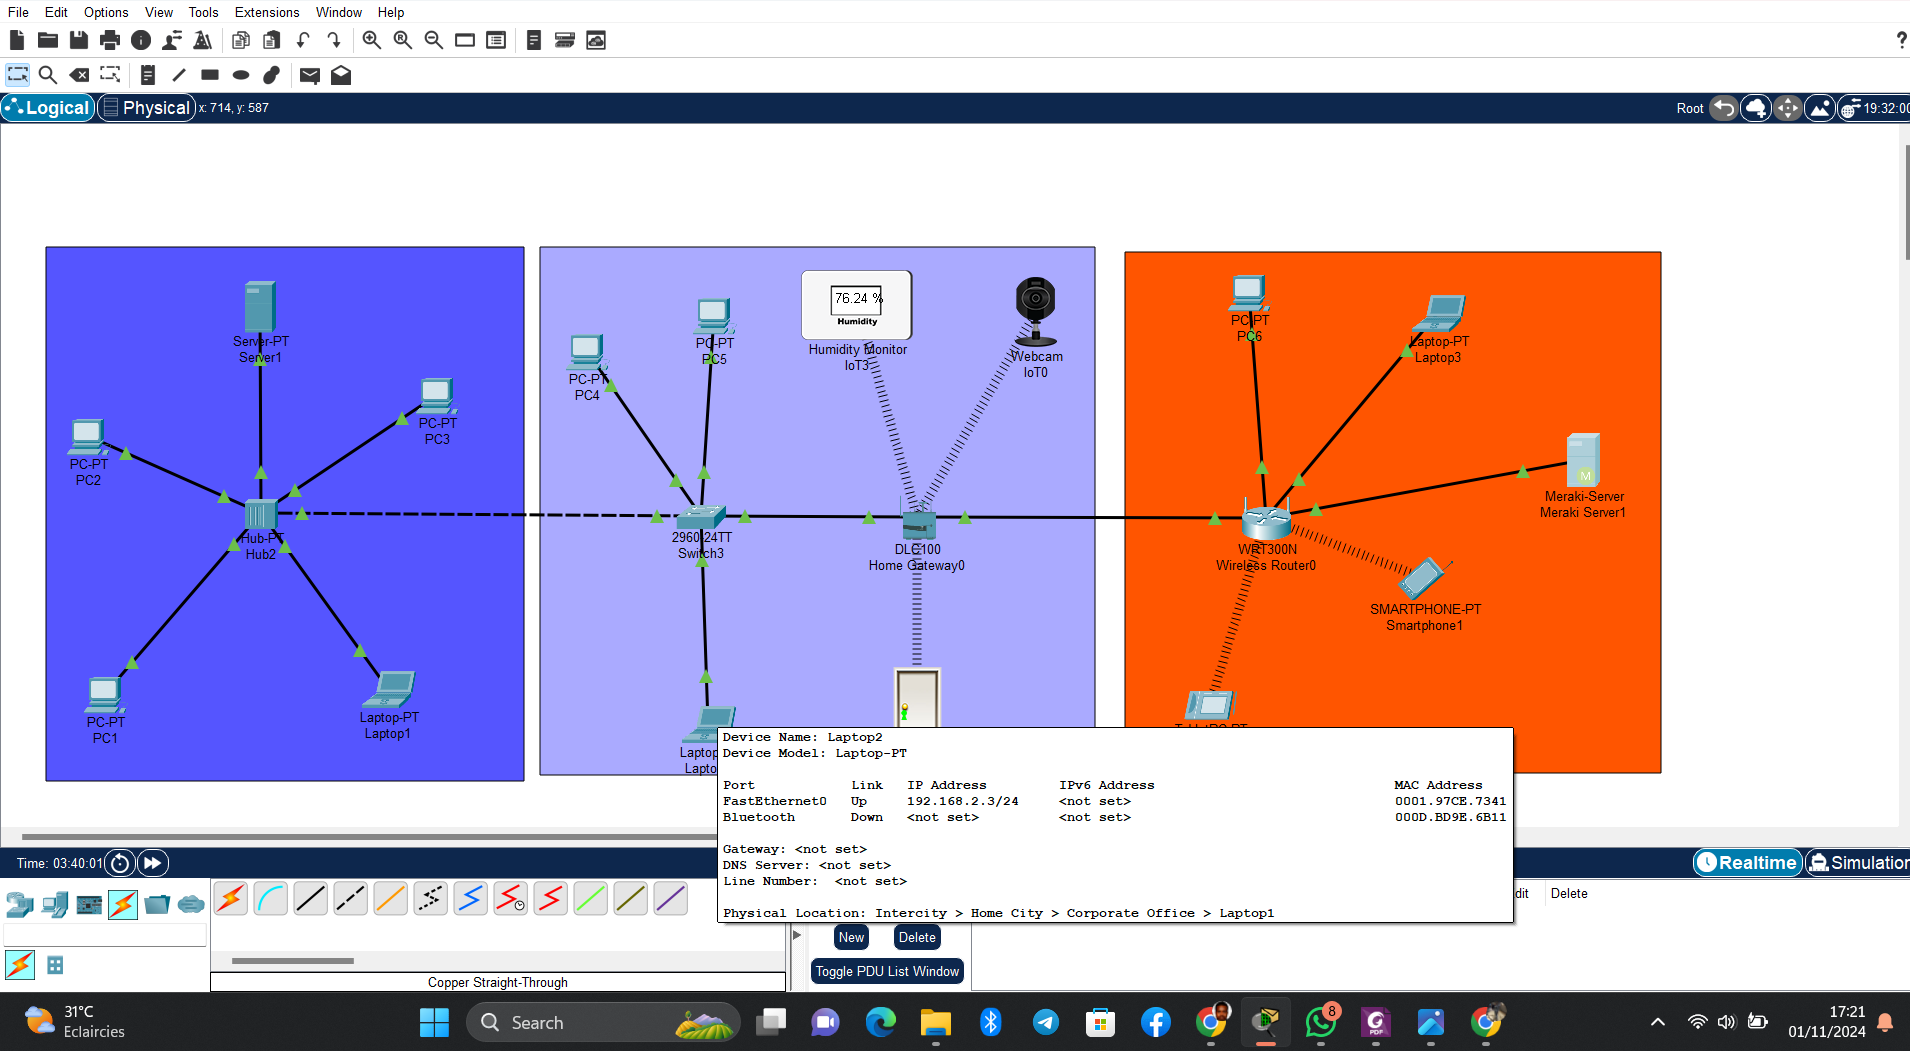 File Edit Options View Tools Extensions Window Help
?
Logical Physical x: 714, y: 587
Root 19:32:00
76.24 %
Humidity
Humidity Monitor
IoT3
Webcam
IoT0
Server-PT
Server1
PC-PT
PC2
PC-PT
PC3
Hub-PT
Hub2
PC-PT
PC1
Laptop-PT
Laptop1
PC-PT
PC4
PC-PT
PC5
2960-24TT
Switch3
DLC100
Home Gateway0
PC-PT
PC6
Laptop-PT
Laptop3
M
Meraki-Server
Meraki Server1
WRT300N
Wireless Router0
SMARTPHONE-PT
Smartphone1
Laptop
Lapto
Device Name: Laptop2
Device Model: Laptop-PT
Port Link IP Address IPv6 Address MAC Address
FastEthernet0 Up 192.168.2.3/24 <not set> 0001.97CE.7341
Bluetooth Down <not set> <not set> 000D.BD9E.6B11
Gateway: <not set>
DNS Server: <not set>
Line Number: <not set>
Physical Location: Intercity > Home City > Corporate Office > Laptop1
Time: 03:40:01
Realtime Simulation
dit Delete
New Delete
Toggle PDU List Window
Copper Straight-Through
31°C
Eclaircies
Search
8
PDF
17:21
01/11/2024